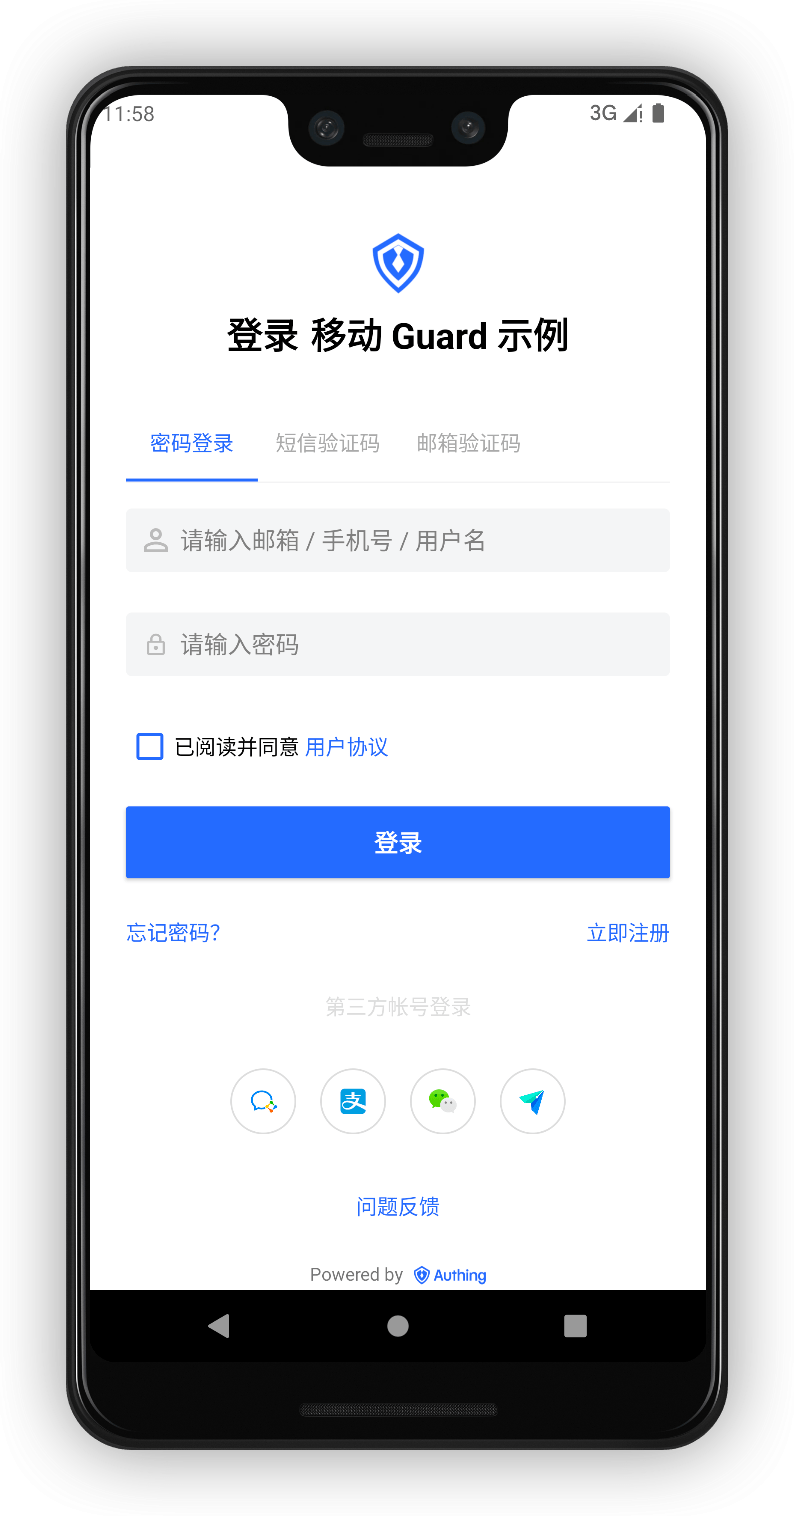 11:58 3G
登录 移动 Guard 示例
密码登录 短信验证码 邮箱验证码
请输入邮箱 / 手机号 / 用户名
请输入密码
已阅读并同意 用户协议
登录
忘记密码? 立即注册
第三方帐号登录
支
问题反馈
Powered by Authing